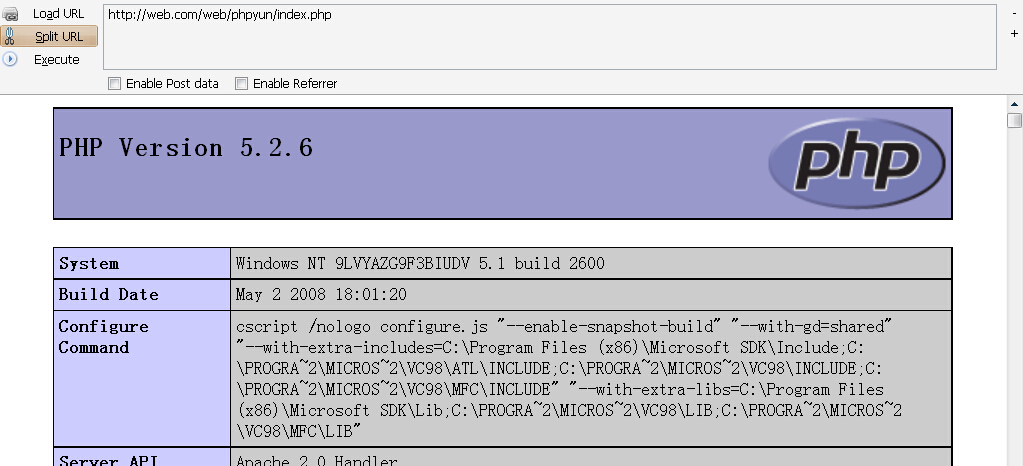 Load URL
http://web.com/web/phpyun/index.php
-
Split URL
+
Execute
Enable Post data Enable Referrer
PHP Version 5.2.6
php
System
Windows NT 9LVYAZG9F3BIUDV 5.1 build 2600
Build Date
May 2 2008 18:01:20
Configure
Command
cscript /nologo configure.js "--enable-snapshot-build" "--with-gd=shared"
"--with-extra-includes=C:\Program Files (x86)\Microsoft SDK\Include;C:
\PROGRA~2\MICROS~2\VC98\ATL\INCLUDE;C:\PROGRA~2\MICROS~2\VC98\INCLUDE;C:
\PROGRA~2\MICROS~2\VC98\MFC\INCLUDE" "--with-extra-libs=C:\Program Files
(x86)\Microsoft SDK\Lib;C:\PROGRA~2\MICROS~2\VC98\LIB;C:\PROGRA~2\MICROS~2
\VC98\MFC\LIB"
Server API
Apache 2.0 Handler